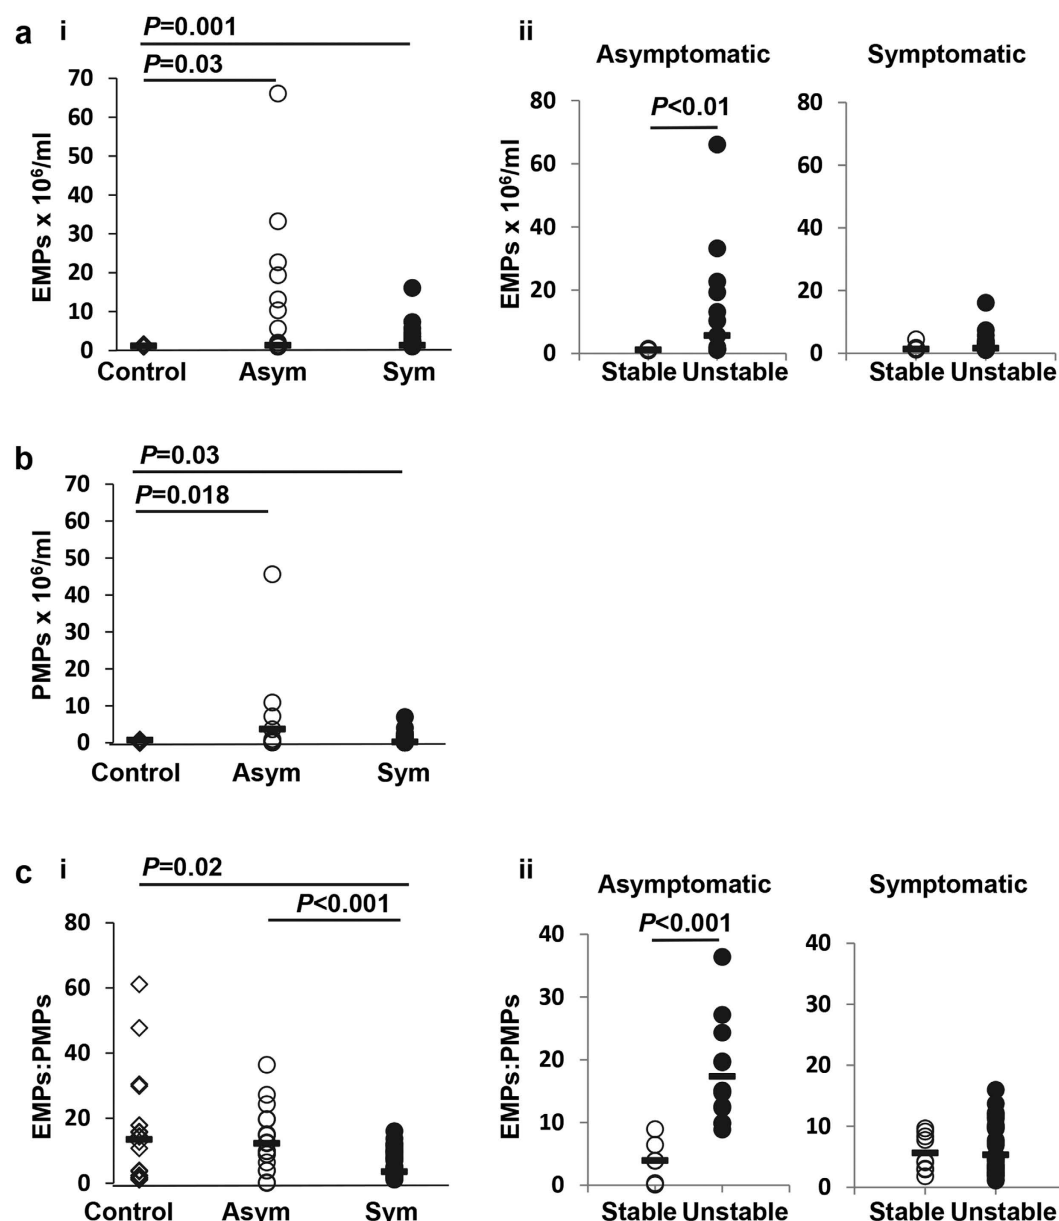 a i
P=0.001
P=0.03
70
60
50
40
30
20
10
0
EMPs x 10⁶/ml
Control Asym Sym
ii
Asymptomatic Symptomatic
P<0.01
80
60
40
20
0
EMPs x 10⁶/ml
Stable Unstable
80
60
40
20
0
Stable Unstable
b
P=0.03
P=0.018
70
60
50
40
30
20
10
0
PMPs x 10⁶/ml
Control Asym Sym
c i
P=0.02
P<0.001
80
60
40
20
0
EMPs:PMPs
Control Asym Sym
ii
Asymptomatic Symptomatic
P<0.001
40
30
20
10
0
EMPs:PMPs
Stable Unstable
40
30
20
10
0
Stable Unstable